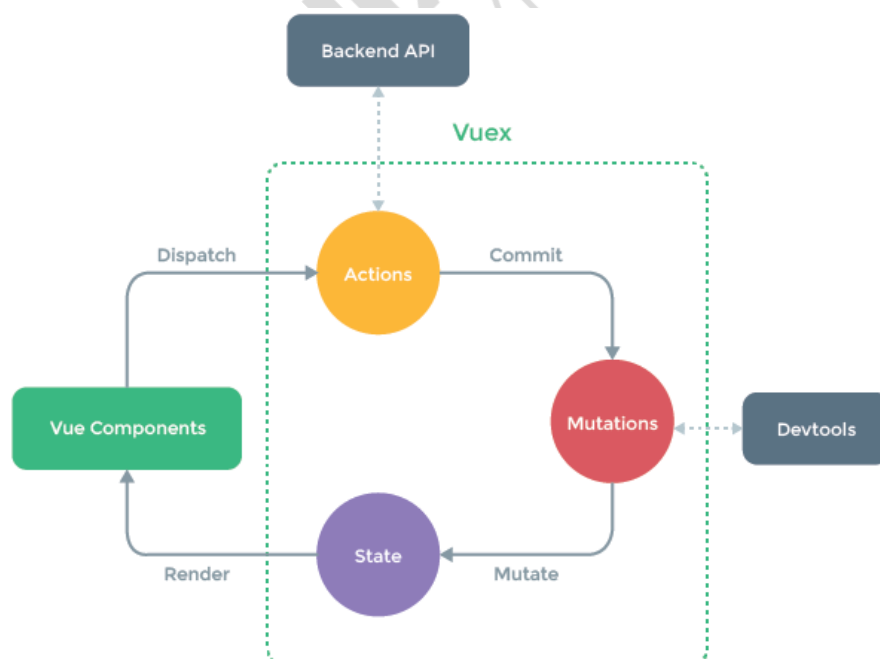 Backend API
Vuex
Dispatch
Commit
Actions
Vue Components
Mutations
Devtools
State
Render
Mutate